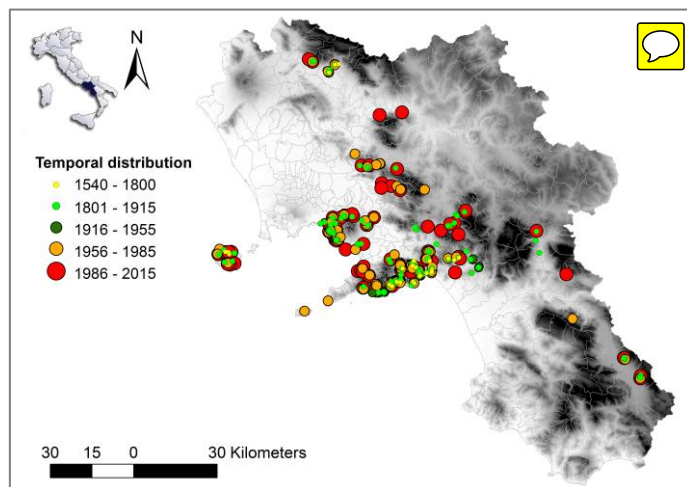 N
Temporal distribution
1540 - 1800
1801 - 1915
1916 - 1955
1956 - 1985
1986 - 2015
30 15 0 30 Kilometers